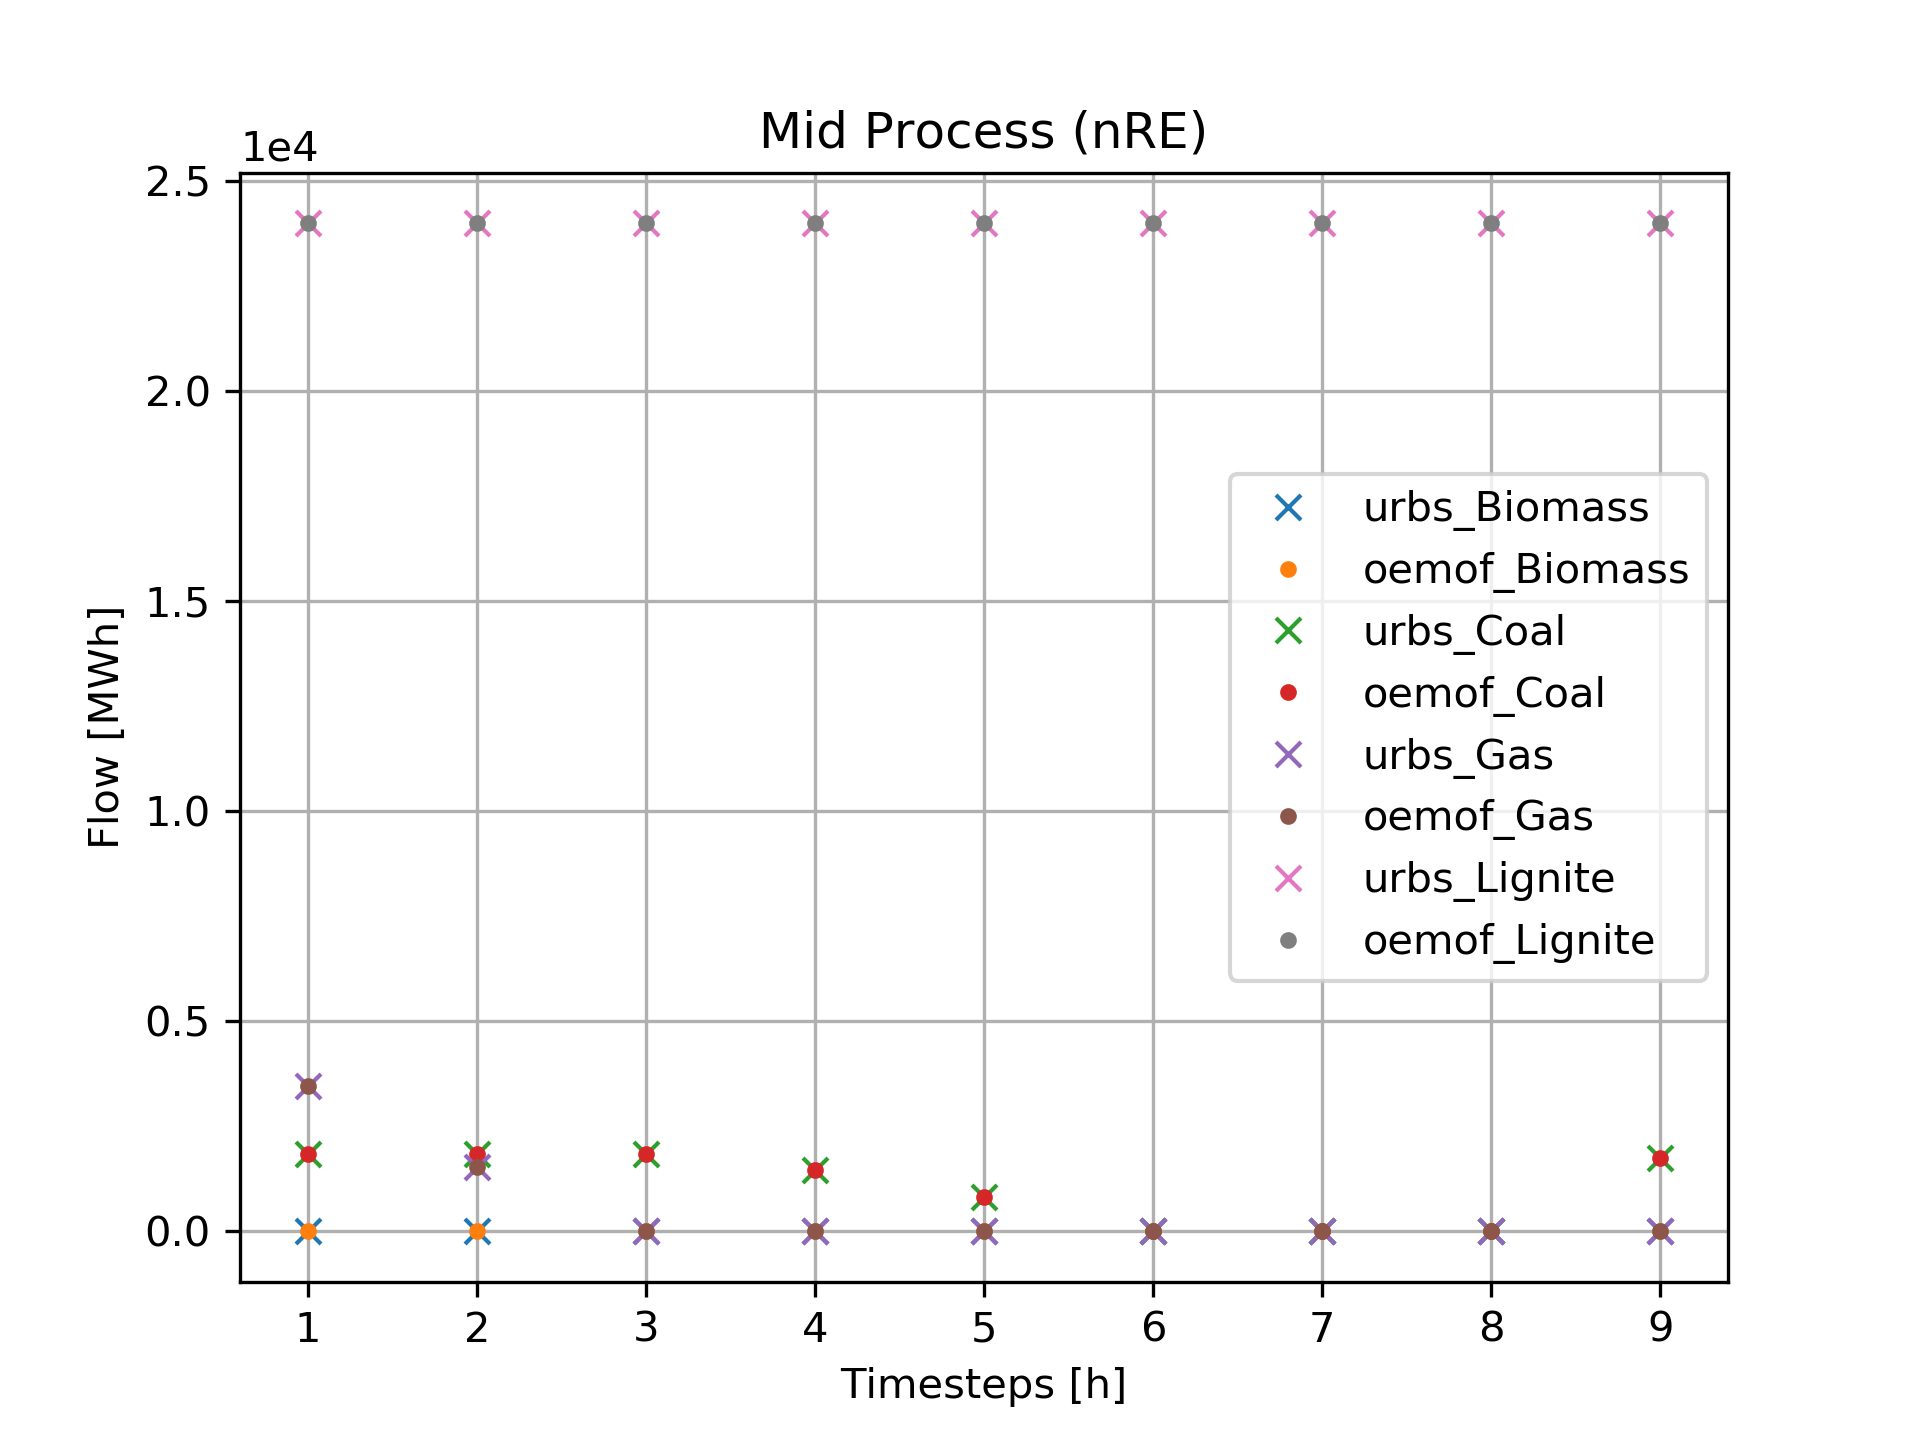 Mid Process (nRE)
1e4
2.5
2.0
1.5
1.0
0.5
0.0
Flow [MWh]
urbs_Biomass
oemof_Biomass
urbs_Coal
oemof_Coal
urbs_Gas
oemof_Gas
urbs_Lignite
oemof_Lignite
1 2 3 4 5 6 7 8 9
Timesteps [h]